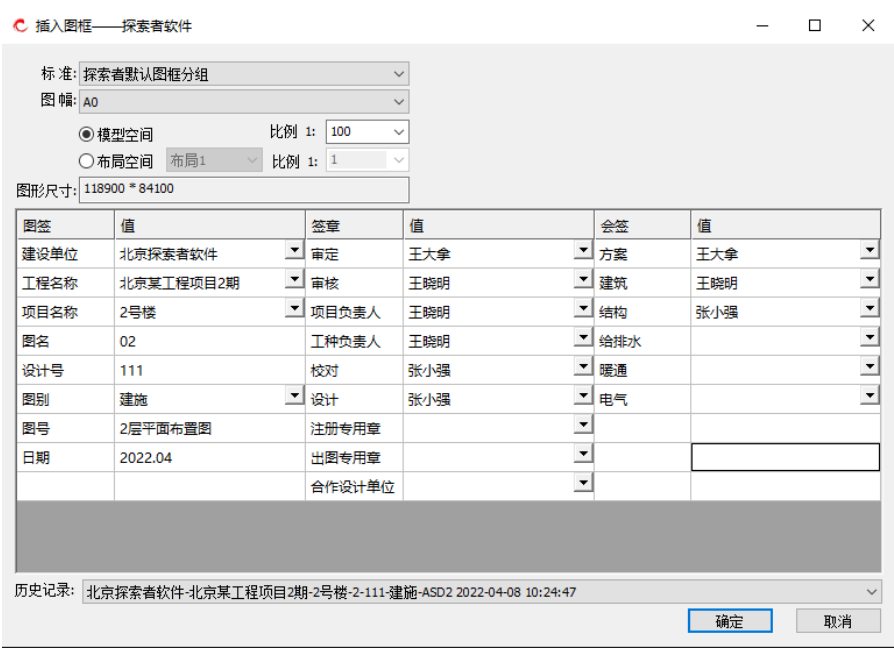 插入图框——探索者软件
标 准: 探索者默认图框分组
图 幅: A0
模型空间 比例 1: 100
布局空间 布局1 比例 1: 1
图形尺寸: 118900 * 84100
图签 值 签章 值 会签 值
建设单位 北京探索者软件 审定 王大拿 方案 王大拿
工程名称 北京某工程项目2期 审核 王晓明 建筑 王晓明
项目名称 2号楼 项目负责人 王晓明 结构 张小强
图名 02 工种负责人 王晓明 给排水
设计号 111 校对 张小强 暖通
图别 建施 设计 张小强 电气
图号 2层平面布置图 注册专用章
日期 2022.04 出图专用章
合作设计单位
历史记录: 北京探索者软件-北京某工程项目2期-2号楼-2-111-建施-ASD2 2022-04-08 10:24:47
确定 取消